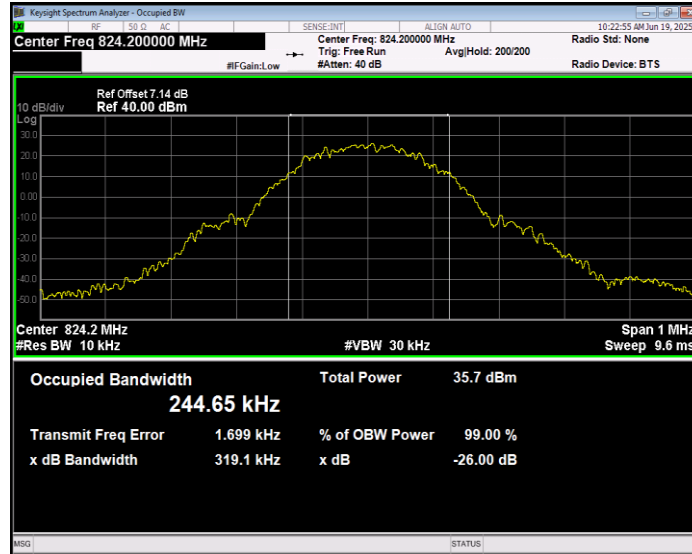 Keysight Spectrum Analyzer - Occupied BW
RF 50 Ω AC SENSE:INT ALIGN AUTO 10:22:55 AM Jun 19, 2025
Center Freq 824.200000 MHz
Center Freq: 824.200000 MHz Radio Std: None
Trig: Free Run Avg|Hold: 200/200
#IFGain:Low #Atten: 40 dB Radio Device: BTS
Ref Offset 7.14 dB
10 dB/div Ref 40.00 dBm
Log
30.0
20.0
10.0
0.00
-10.0
-20.0
-30.0
-40.0
-50.0
Center 824.2 MHz Span 1 MHz
#Res BW 10 kHz #VBW 30 kHz Sweep 9.6 ms
Occupied Bandwidth Total Power 35.7 dBm
244.65 kHz
Transmit Freq Error 1.699 kHz % of OBW Power 99.00 %
x dB Bandwidth 319.1 kHz x dB -26.00 dB
MSG STATUS